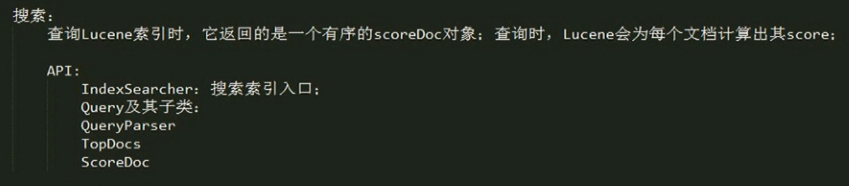 搜索:
查询Lucene索引时，它返回的是一个有序的scoreDoc对象；查询时，Lucene会为每个文档计算出其score；
API:
IndexSearcher: 搜索索引入口；
Query及其子类:
QueryParser
TopDocs
ScoreDoc